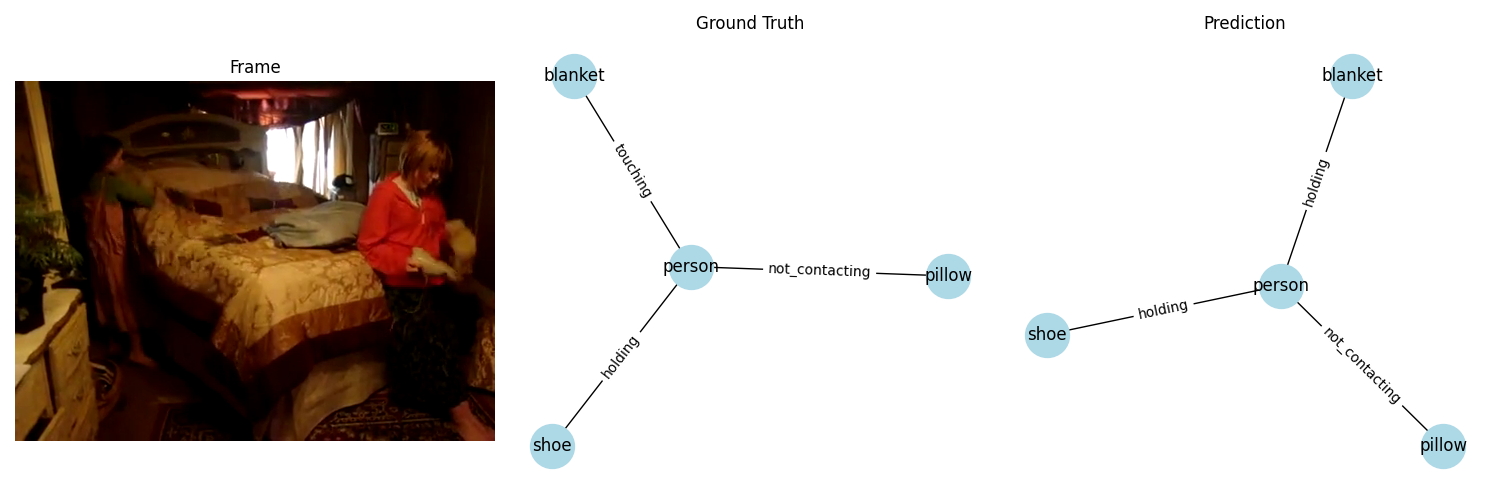 Frame
Ground Truth
blanket
touching
person
not_contacting
pillow
holding
shoe
Prediction
blanket
holding
person
holding
shoe
not_contacting
pillow